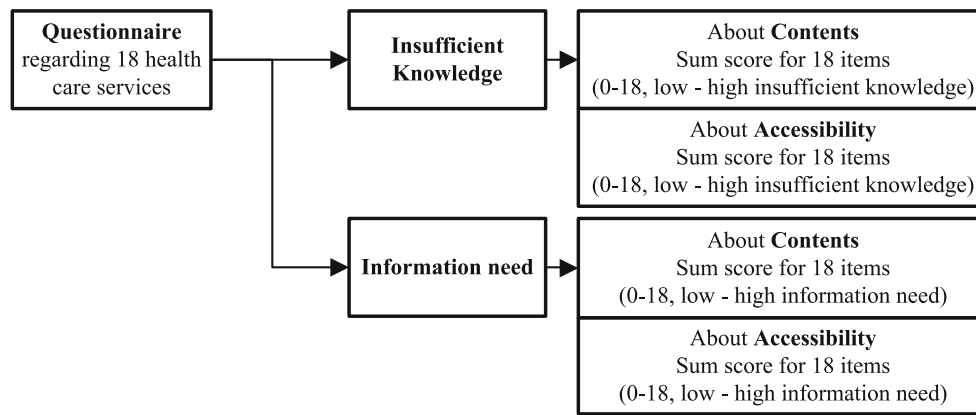 Questionnaire
regarding 18 health
care services
Insufficient
Knowledge
About Contents
Sum score for 18 items
(0-18, low - high insufficient knowledge)
About Accessibility
Sum score for 18 items
(0-18, low - high insufficient knowledge)
Information need
About Contents
Sum score for 18 items
(0-18, low - high information need)
About Accessibility
Sum score for 18 items
(0-18, low - high information need)